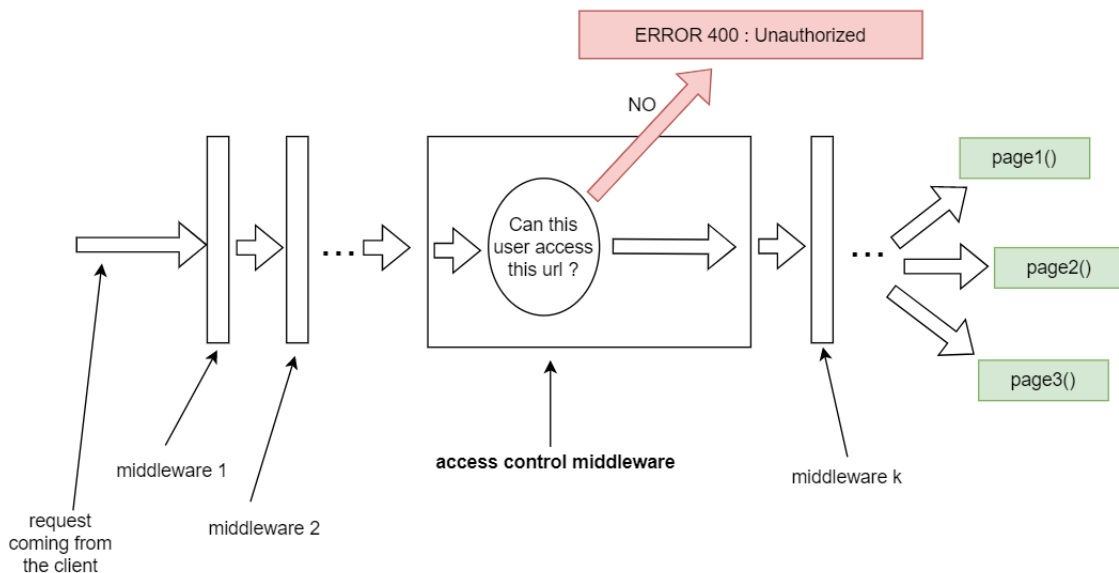 ERROR 400 : Unauthorized
NO
page1()
Can this
user access
this url ?
...
...
page2()
page3()
access control middleware
middleware 1
middleware k
middleware 2
request
coming from
the client